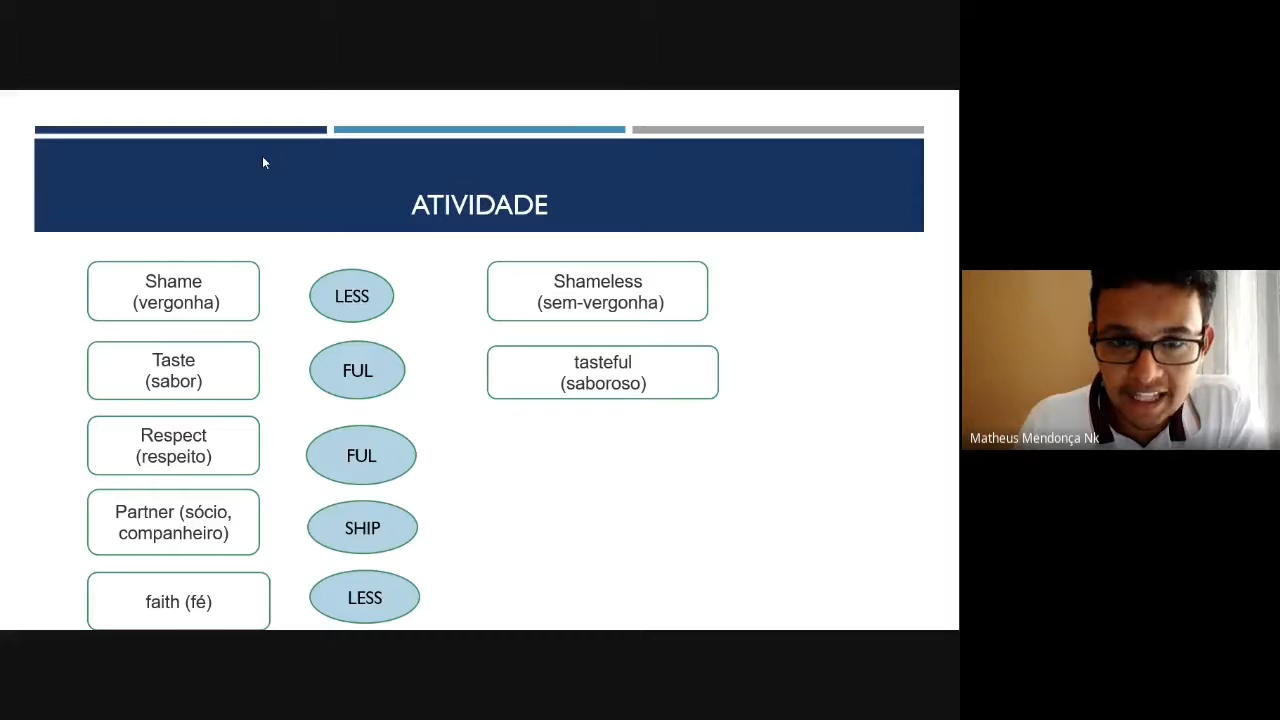 ATIVIDADE
Shame
(vergonha)
LESS
Shameless
(sem-vergonha)
Taste
(sabor)
FUL
tasteful
(saboroso)
Respect
(respeito)
FUL
Partner (sócio,
companheiro)
SHIP
faith (fé)
LESS
Matheus Mendonça Nk